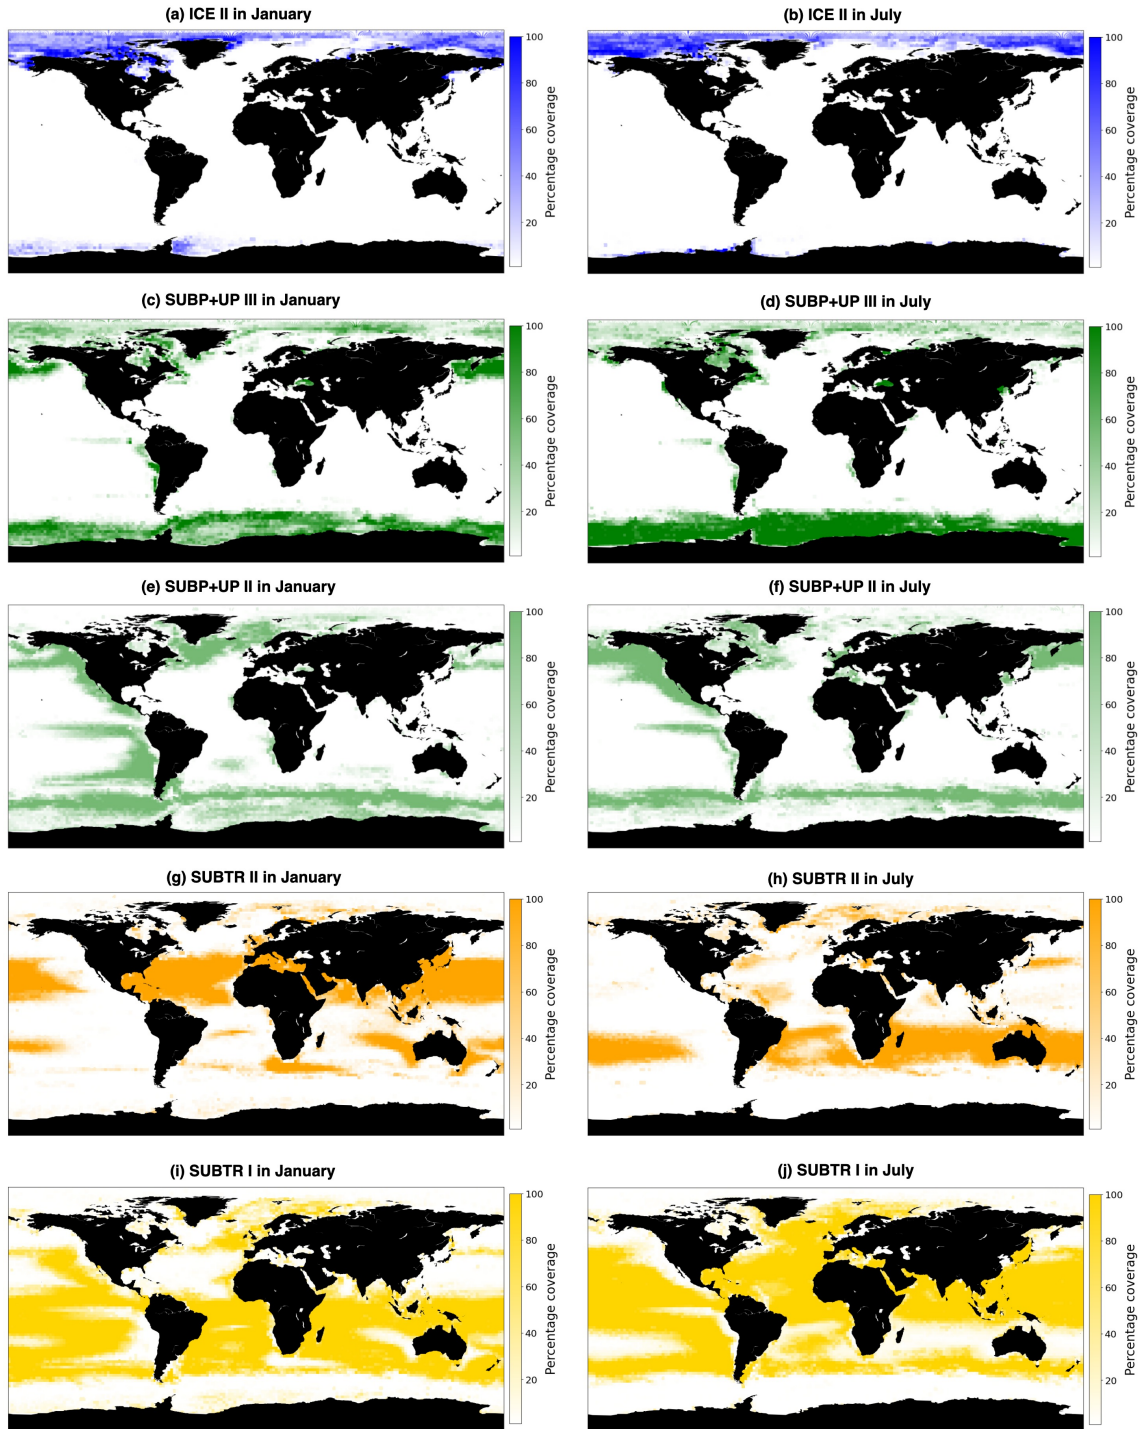 (a) ICE II in January
100
80
60
40
20
Percentage coverage
(b) ICE II in July
100
80
60
40
20
Percentage coverage
(c) SUBP+UP III in January
100
80
60
40
20
Percentage coverage
(d) SUBP+UP III in July
100
80
60
40
20
Percentage coverage
(e) SUBP+UP II in January
100
80
60
40
20
Percentage coverage
(f) SUBP+UP II in July
100
80
60
40
20
Percentage coverage
(g) SUBTR II in January
100
80
60
40
20
Percentage coverage
(h) SUBTR II in July
100
80
60
40
20
Percentage coverage
(i) SUBTR I in January
100
80
60
40
20
Percentage coverage
(j) SUBTR I in July
100
80
60
40
20
Percentage coverage